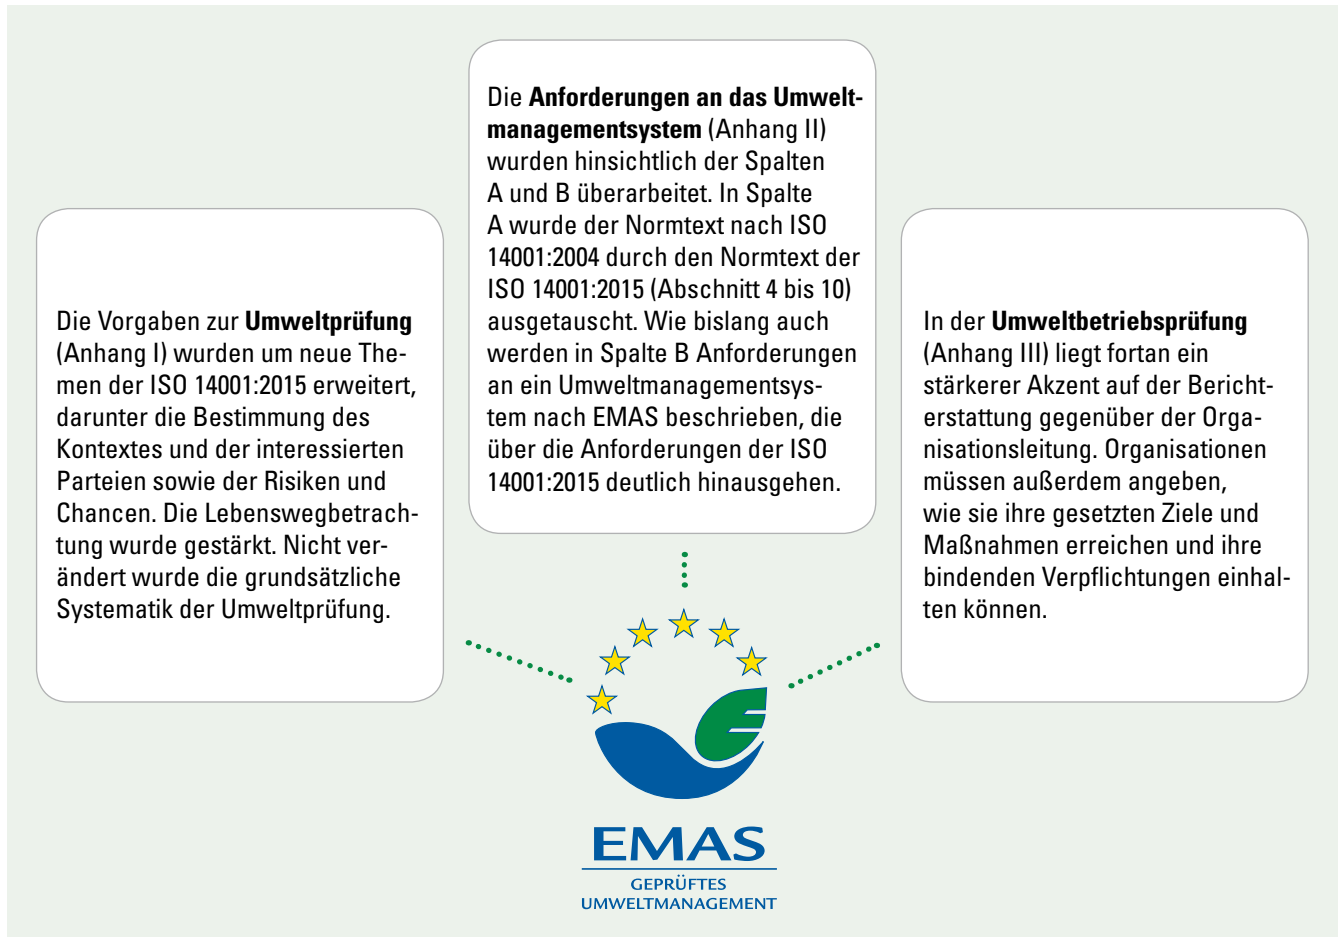 Die Vorgaben zur Umweltprüfung
(Anhang I) wurden um neue The-
men der ISO 14001:2015 erweitert,
darunter die Bestimmung des
Kontextes und der interessierten
Parteien sowie der Risiken und
Chancen. Die Lebenswegbetrach-
tung wurde gestärkt. Nicht ver-
ändert wurde die grundsätzliche
Systematik der Umweltprüfung.
Die Anforderungen an das Umwelt-
managementsystem (Anhang II)
wurden hinsichtlich der Spalten
A und B überarbeitet. In Spalte
A wurde der Normtext nach ISO
14001:2004 durch den Normtext der
ISO 14001:2015 (Abschnitt 4 bis 10)
ausgetauscht. Wie bislang auch
werden in Spalte B Anforderungen
an ein Umweltmanagementsys-
tem nach EMAS beschrieben, die
über die Anforderungen der ISO
14001:2015 deutlich hinausgehen.
In der Umweltbetriebsprüfung
(Anhang III) liegt fortan ein
stärkerer Akzent auf der Bericht-
erstattung gegenüber der Orga-
nisationsleitung. Organisationen
müssen außerdem angeben,
wie sie ihre gesetzten Ziele und
Maßnahmen erreichen und ihre
bindenden Verpflichtungen einhal-
ten können.
EMAS
GEPRÜFTES
UMWELTMANAGEMENT